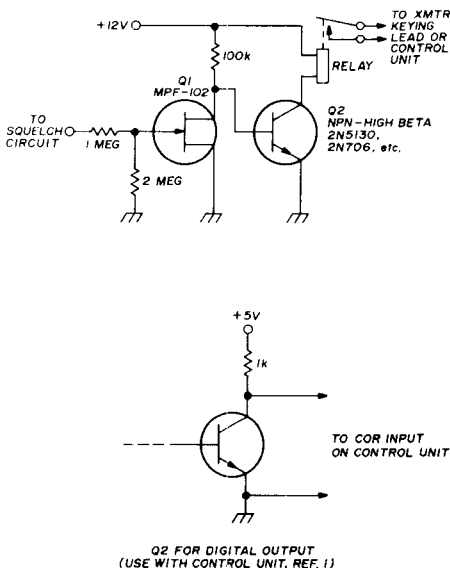 +12V
100k
Q1
MPF-102
TO
SQUELCH
CIRCUIT
1 MEG
2 MEG
RELAY
TO XMTR
KEYING
LEAD OR
CONTROL
UNIT
Q2
NPN-HIGH BETA
2N5130,
2N706, etc.
+5V
1k
TO COR INPUT
ON CONTROL UNIT
Q2 FOR DIGITAL OUTPUT
(USE WITH CONTROL UNIT, REF. 1)